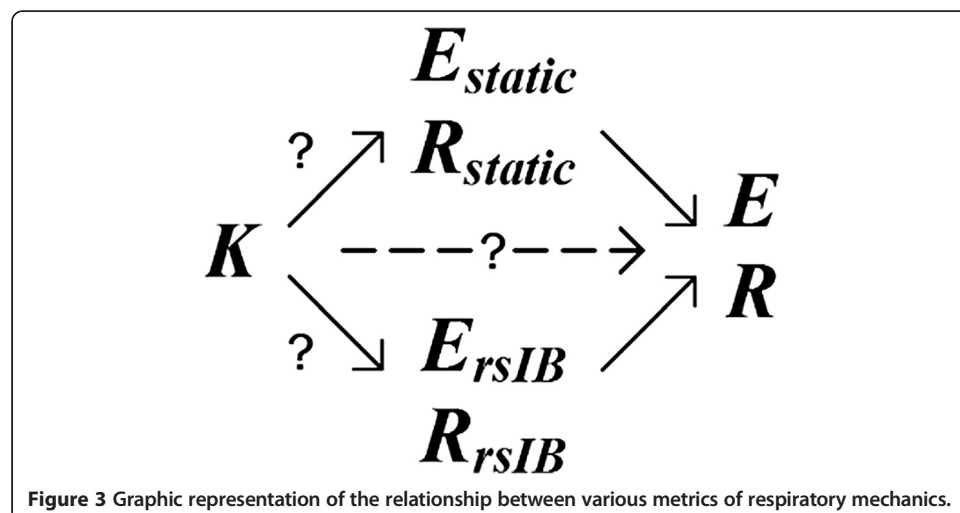 E_static
? R_static
E
K ?
R
? E_rsIB
R_rsIB
Figure 3 Graphic representation of the relationship between various metrics of respiratory mechanics.